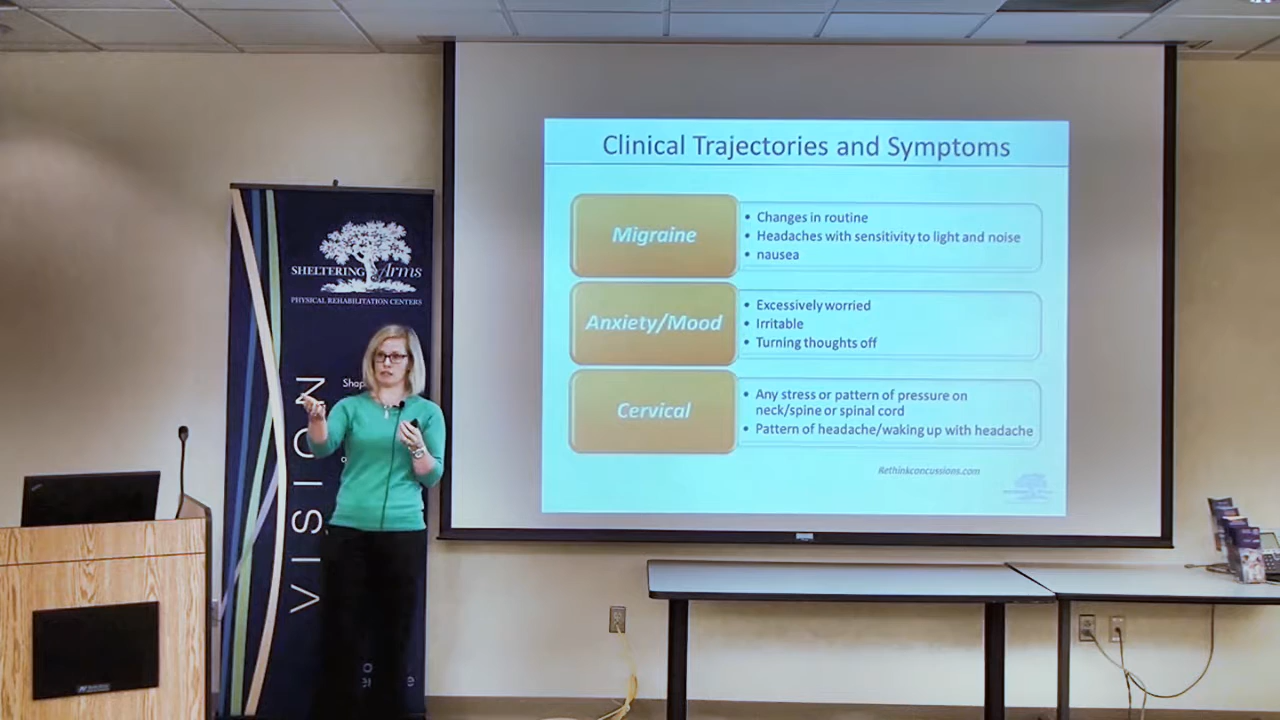 Clinical Trajectories and Symptoms
Migraine
• Changes in routine
• Headaches with sensitivity to light and noise
• nausea
Anxiety/Mood
• Excessively worried
• Irritable
• Turning thoughts off
Cervical
• Any stress or pattern of pressure on
neck/spine or spinal cord
• Pattern of headache/waking up with headache
Rethinkconcussions.com
SHELTERING Arms
PHYSICAL REHABILITATION CENTERS
VISION